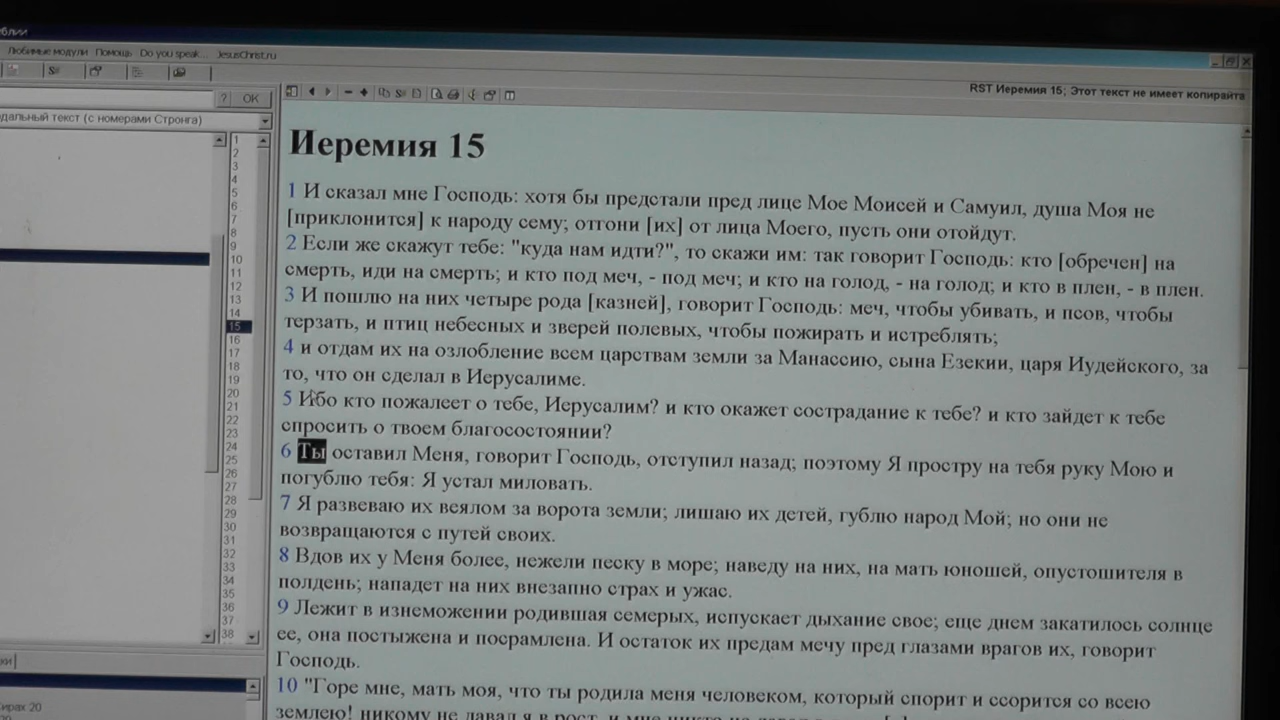 блии
Любимые модули Помощь Do you speak... JesusChrist.ru
? OK
RST Иеремия 15; Этот текст не имеет копирайта
дальный текст (с номерами Стронга)
Иеремия 15
1 И сказал мне Господь: хотя бы предстали пред лице Мое Моисей и Самуил, душа Моя не
[приклонится] к народу сему; отгони [их] от лица Моего, пусть они отойдут.
2 Если же скажут тебе: "куда нам идти?", то скажи им: так говорит Господь: кто [обречен] на
смерть, иди на смерть; и кто под меч, - под меч; и кто на голод, - на голод; и кто в плен, - в плен.
3 И пошлю на них четыре рода [казней], говорит Господь: меч, чтобы убивать, и псов, чтобы
терзать, и птиц небесных и зверей полевых, чтобы пожирать и истреблять;
4 и отдам их на озлобление всем царствам земли за Манассию, сына Езекии, царя Иудейского, за
то, что он сделал в Иерусалиме.
5 Ибо кто пожалеет о тебе, Иерусалим? и кто окажет сострадание к тебе? и кто зайдет к тебе
спросить о твоем благосостоянии?
6 Ты оставил Меня, говорит Господь, отступил назад; поэтому Я простру на тебя руку Мою и
погублю тебя: Я устал миловать.
7 Я развеваю их веялом за ворота земли; лишаю их детей, гублю народ Мой; но они не
возвращаются с путей своих.
8 Вдов их у Меня более, нежели песку в море; наведу на них, на мать юношей, опустошителя в
полдень; нападет на них внезапно страх и ужас.
9 Лежит в изнеможении родившая семерых, испускает дыхание свое; еще днем закатилось солнце
ее, она постыжена и посрамлена. И остаток их предам мечу пред глазами врагов их, говорит
Господь.
10 "Горе мне, мать моя, что ты родила меня человеком, который спорит и ссорится со всею
землею! никому не давал я в рост, и мне никто не
1
2
3
4
5
6
7
8
9
10
11
12
13
14
15
16
17
18
19
20
21
22
23
24
25
26
27
28
29
30
31
32
33
34
35
36
37
38
ки
Сирах 20